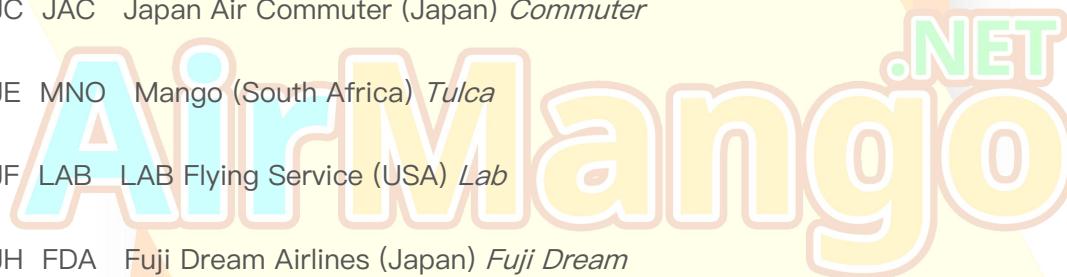 JC JAC Japan Air Commuter (Japan) Commuter
.NET
JE MNO Mango (South Africa) Tulca
AirMango
JF LAB LAB Flying Service (USA) Lab
JH FDA Fuji Dream Airlines (Japan) Fuji Dream